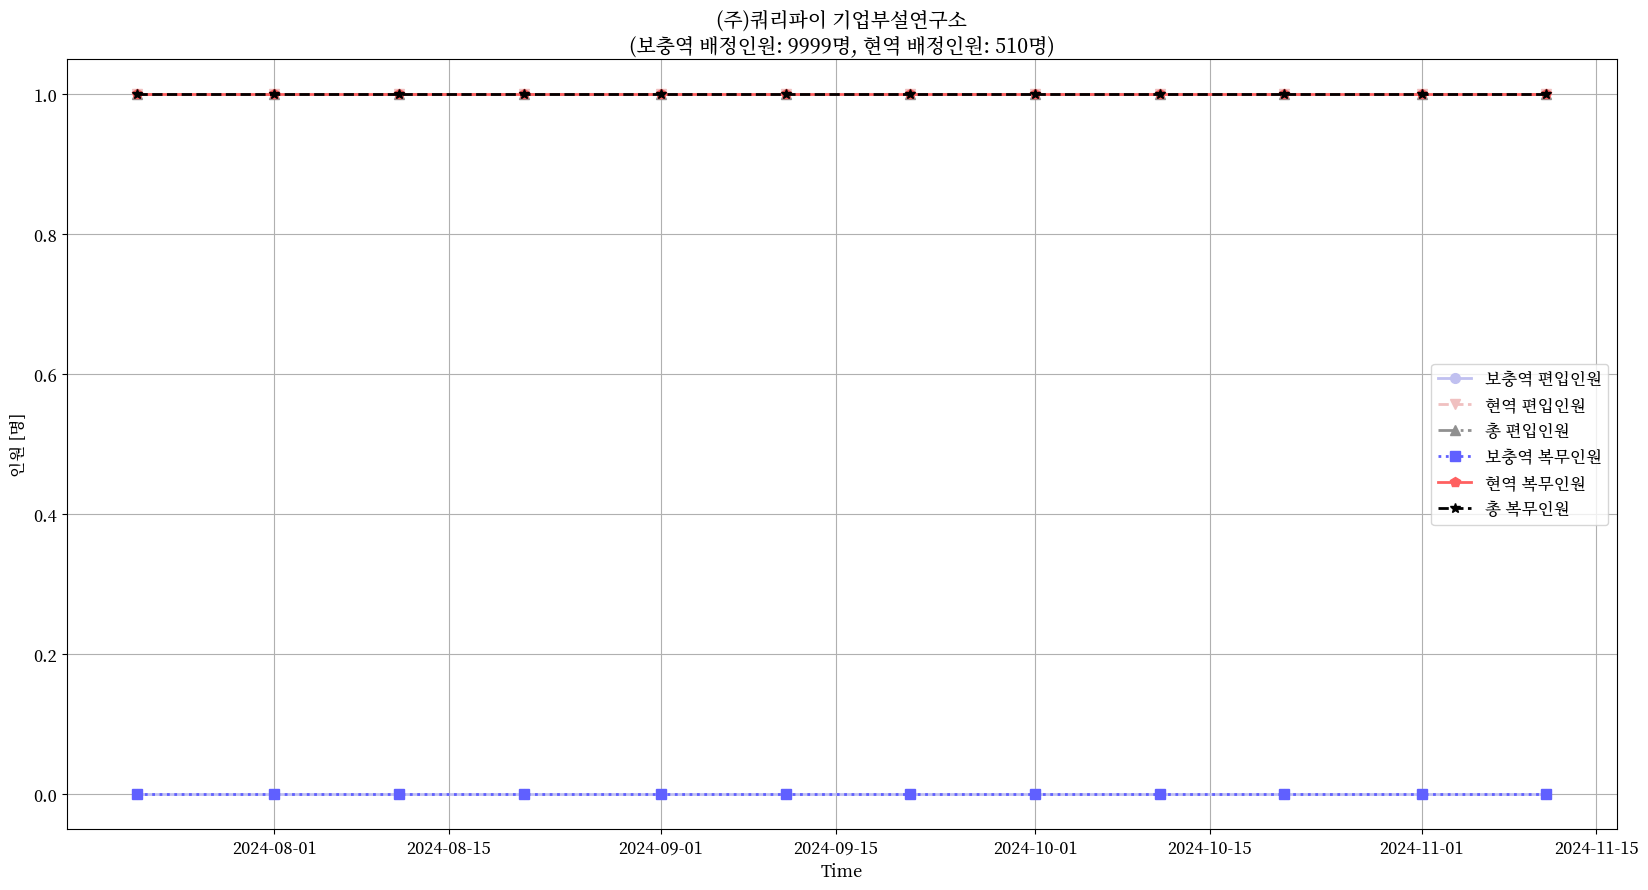 (주)쿼리파이 기업부설연구소
(보충역 배정인원: 9999명, 현역 배정인원: 510명)
인원 [명]
1.0
0.8
0.6
0.4
0.2
0.0
보충역 편입인원
현역 편입인원
총 편입인원
보충역 복무인원
현역 복무인원
총 복무인원
2024-08-01 2024-08-15 2024-09-01 2024-09-15 2024-10-01 2024-10-15 2024-11-01 2024-11-15
Time